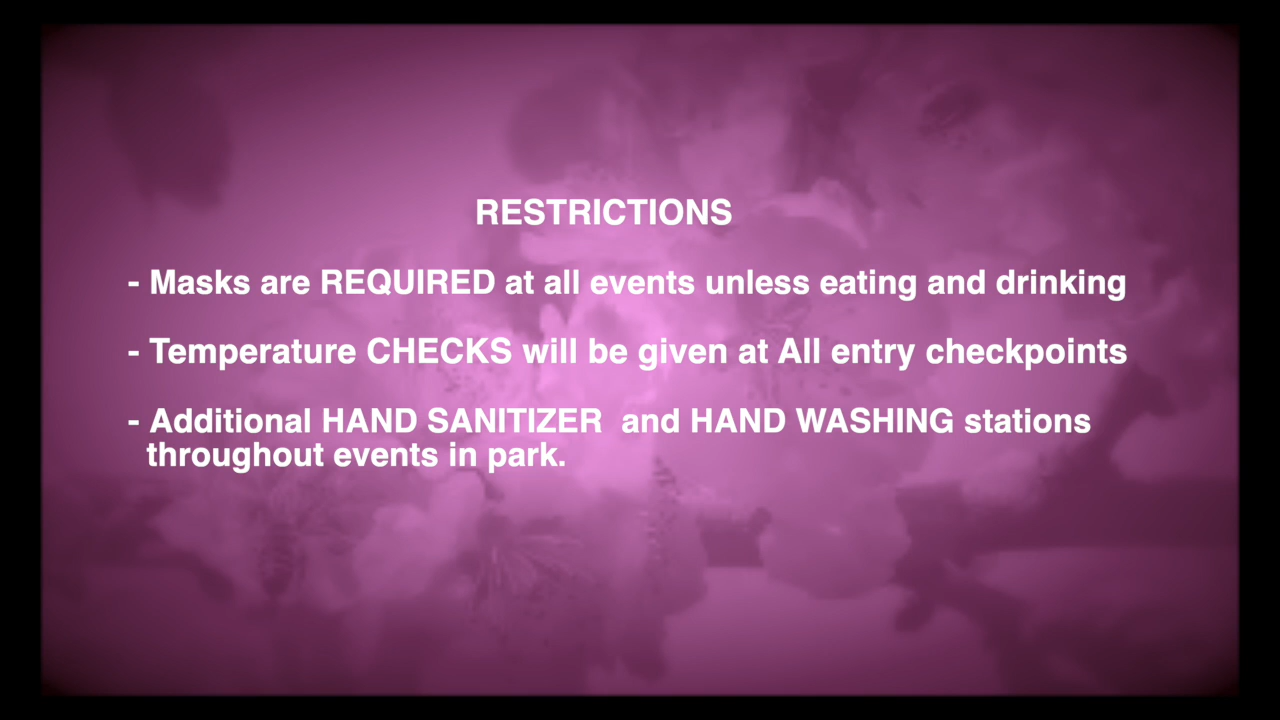 RESTRICTIONS
- Masks are REQUIRED at all events unless eating and drinking
- Temperature CHECKS will be given at All entry checkpoints
- Additional HAND SANITIZER  and HAND WASHING stations
throughout events in park.